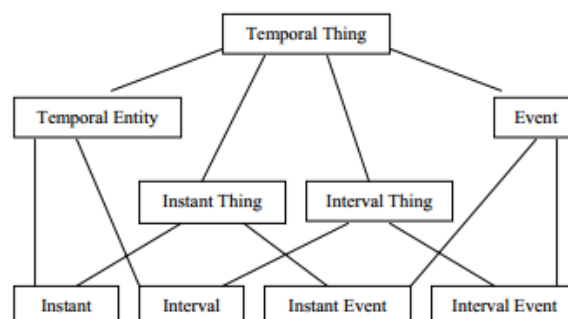 Temporal Thing
Temporal Entity
Event
Instant Thing
Interval Thing
Instant
Interval
Instant Event
Interval Event